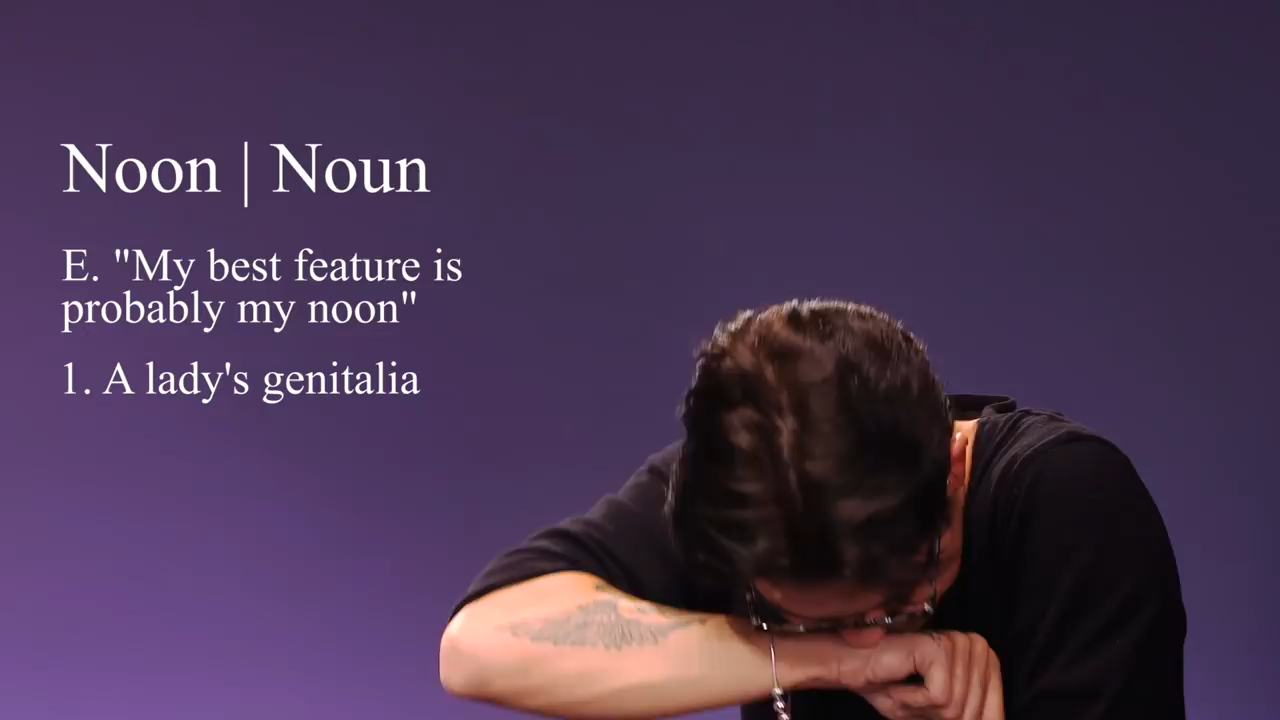 Noon | Noun
E. "My best feature is
probably my noon"
1. A lady's genitalia